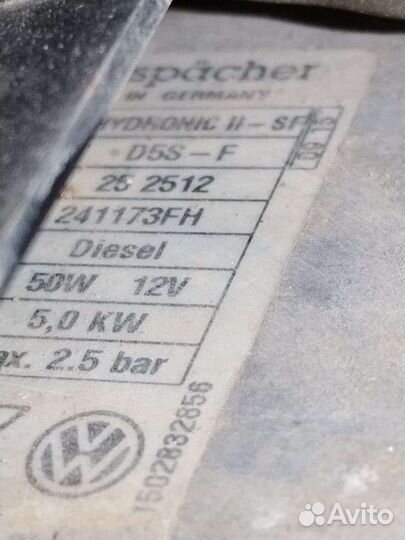 spächer
IN GERMANY
HYDRONIC II - SF
D5S - F
25 2512
241173FH
Diesel
50W 12V
5,0 KW
ax. 2.5 bar
1502832856
Avito